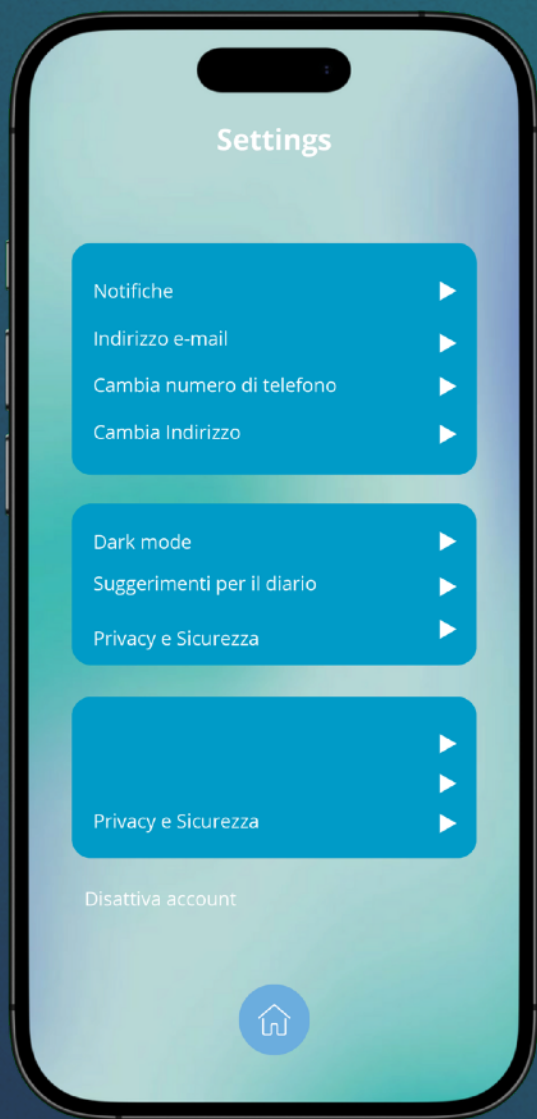 Settings
Notifiche
Indirizzo e-mail
Cambia numero di telefono
Cambia Indirizzo
Dark mode
Suggerimenti per il diario
Privacy e Sicurezza
Privacy e Sicurezza
Disattiva account